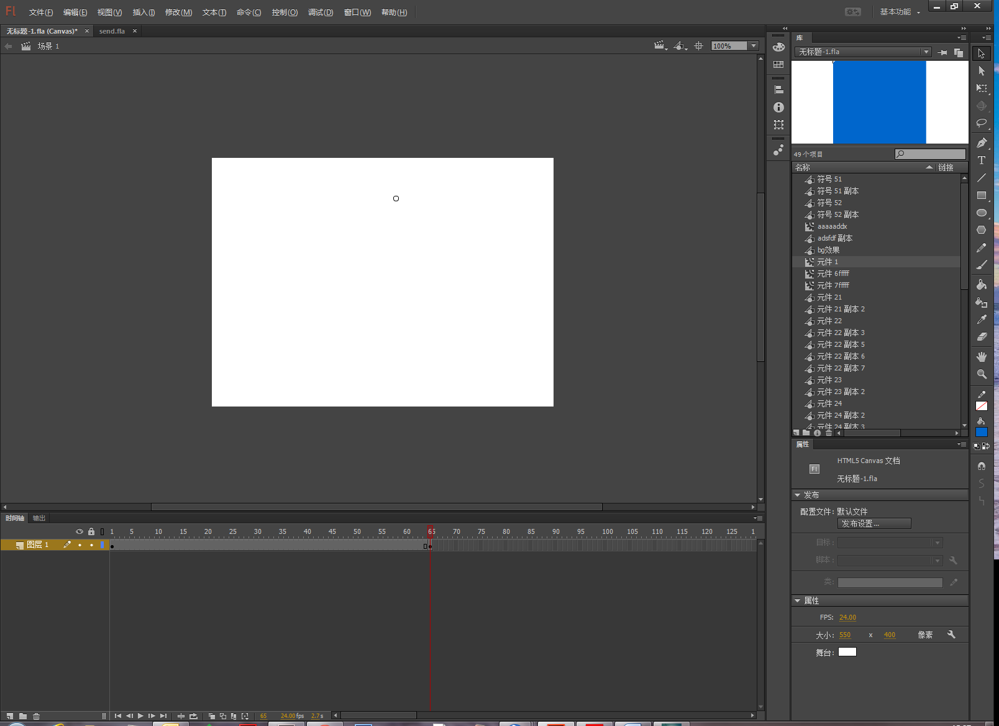 Fl 文件(F) 编辑(E) 视图(V) 插入(I) 修改(M) 文本(T) 命令(C) 控制(O) 调试(D) 窗口(W) 帮助(H) 基本功能
无标题-1.fla (Canvas)* × send.fla ×
场景 1 100%
库
无标题-1.fla
49 个项目
名称 链接
符号 51
符号 51 副本
符号 52
符号 52 副本
aaaaaddx
adsfdf 副本
bg效果
元件 1
元件 6fffff
元件 7fffff
元件 21
元件 21 副本 2
元件 22
元件 22 副本 3
元件 22 副本 5
元件 22 副本 6
元件 22 副本 7
元件 23
元件 23 副本 2
元件 24
元件 24 副本 2
元件 24 副本 3
属性
Fl HTML5 Canvas 文档
无标题-1.fla
发布
配置文件: 默认文件
发布设置...
目标:
脚本:
类:
属性
FPS: 24.00
大小: 550 x 400 像素
舞台:
时间轴 输出
1 5 10 15 20 25 30 35 40 45 50 55 60 65 70 75 80 85 90 95 100 105 110 115 120 125 1
图层 1
65 24.00 fps 2.7 s